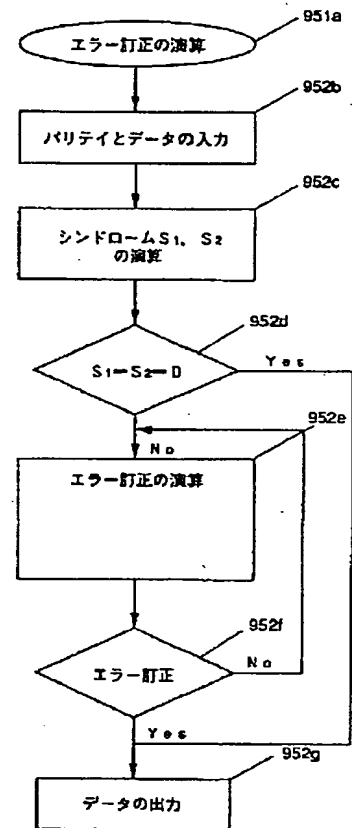 951a
エラー訂正の演算
952b
パリテイとデータの入力
952c
シンドロームS1, S2
の演算
952d
S1=S2=D
Yes
952e
No
エラー訂正の演算
952f
エラー訂正
No
Yes
952g
データの出力